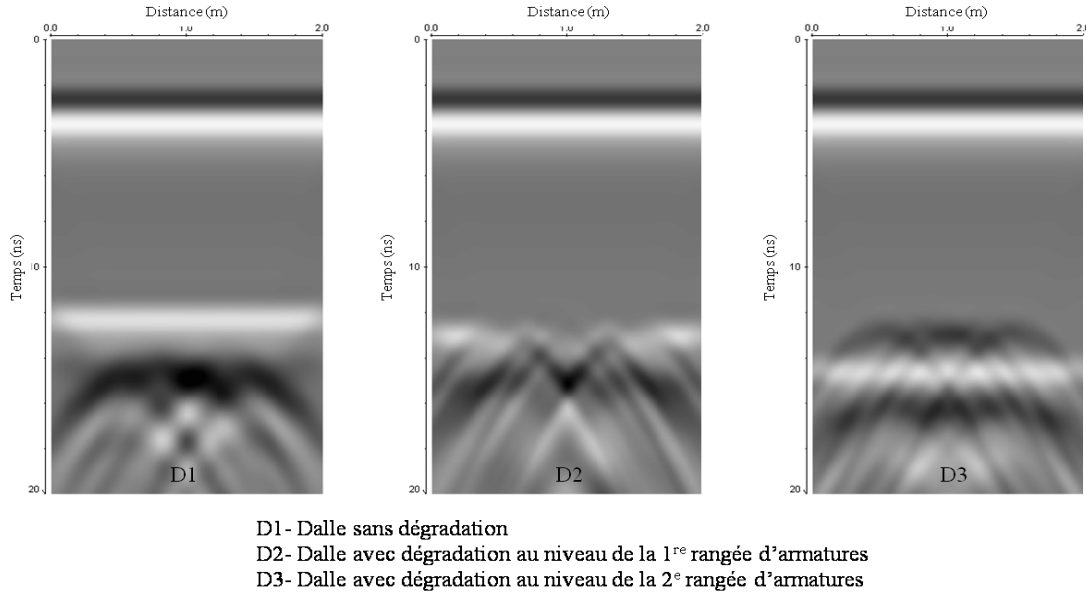 Distance (m) Distance (m) Distance (m)
0.0 1.0 2.0 0.0 1.0 2.0 0.0 1.0 2.0
0 0 0
Temps (ns) Temps (ns) Temps (ns)
10 10 10
D1 D2 D3
20 20 20
D1- Dalle sans dégradation
D2- Dalle avec dégradation au niveau de la 1re rangée d'armatures
D3- Dalle avec dégradation au niveau de la 2e rangée d'armatures